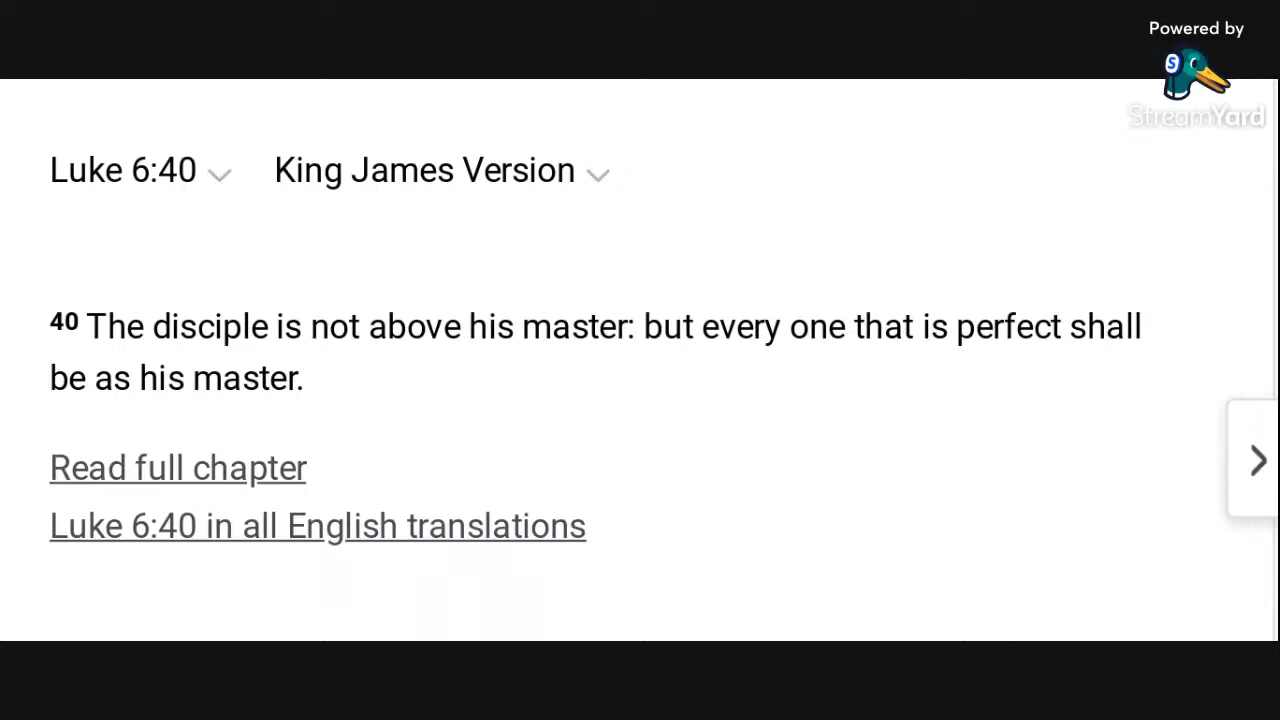 Powered by
S
StreamYard
Luke 6:40 King James Version
40 The disciple is not above his master: but every one that is perfect shall
be as his master.
Read full chapter
Luke 6:40 in all English translations